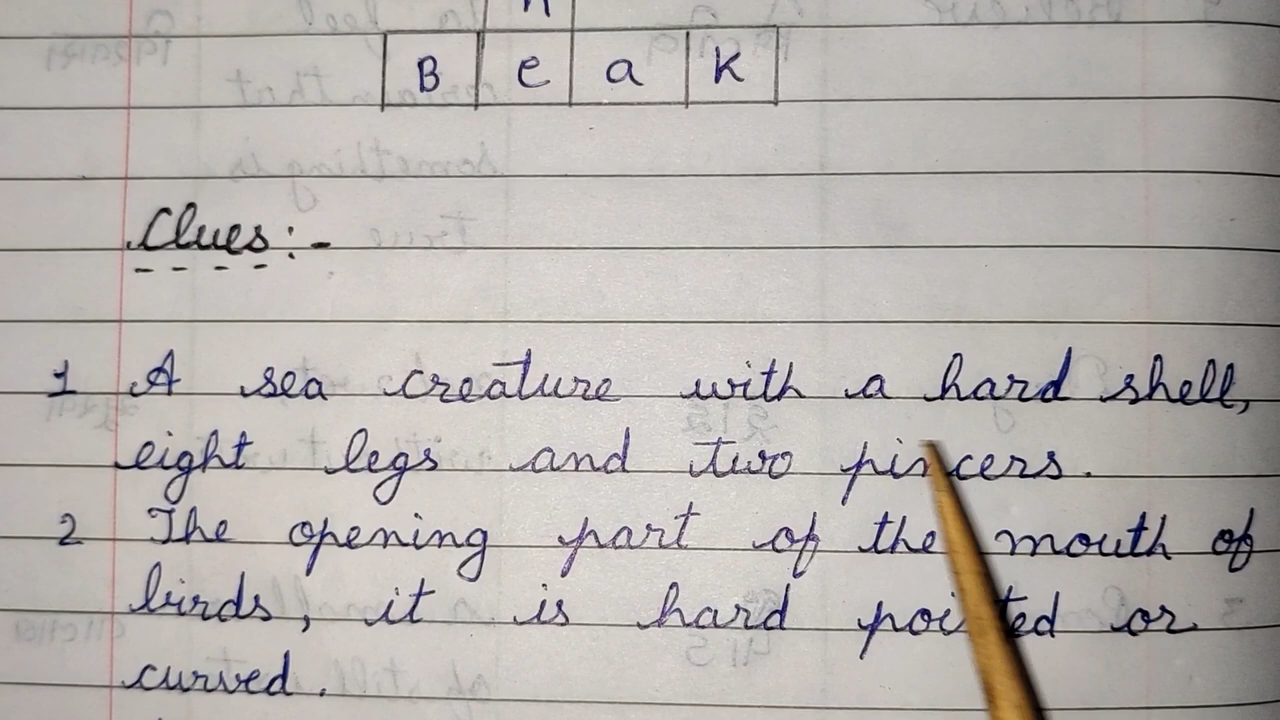 n
B e a k
Clues:-
1 A sea creature with a hard shell,
eight legs and two pincers.
2 The opening part of the mouth of
birds, it is hard pointed or
curved.